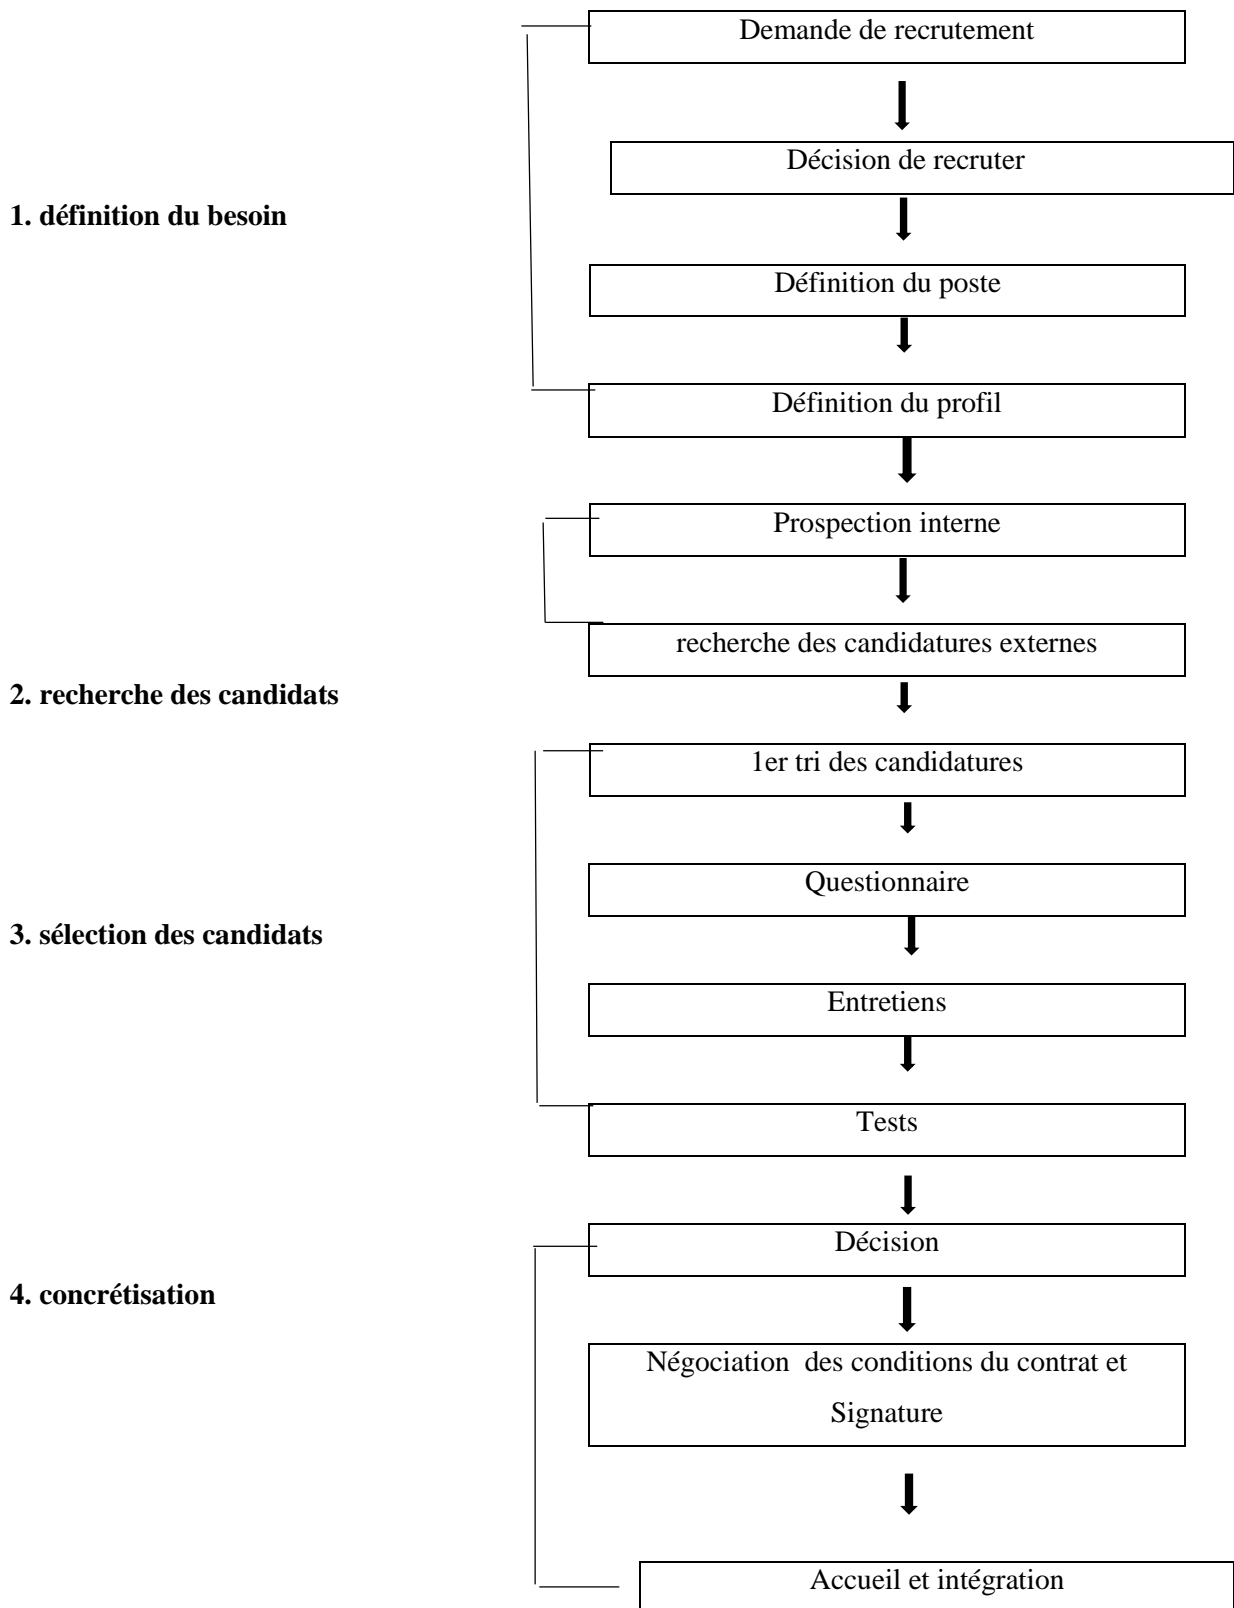 Demande de recrutement
Décision de recruter
1. définition du besoin
Définition du poste
Définition du profil
Prospection interne
recherche des candidatures externes
2. recherche des candidats
1er tri des candidatures
Questionnaire
3. sélection des candidats
Entretiens
Tests
Décision
4. concrétisation
Négociation  des conditions du contrat et
Signature
Accueil et intégration